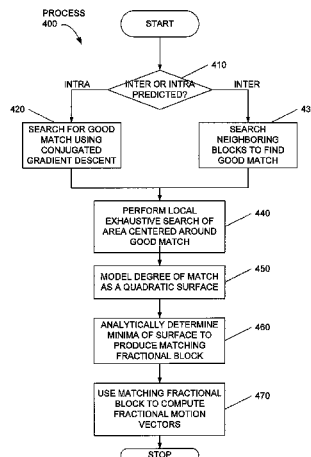 PROCESS
400
START
410
INTER OR INTRA
PREDICTED?
INTRA
INTER
420
43
SEARCH FOR GOOD
MATCH USING
CONJUGATED
GRADIENT DESCENT
SEARCH
NEIGHBORING
BLOCKS TO FIND
GOOD MATCH
440
PERFORM LOCAL
EXHAUSTIVE SEARCH OF
AREA CENTERED AROUND
GOOD MATCH
450
MODEL DEGREE OF MATCH
AS A QUADRATIC SURFACE
460
ANALYTICALLY DETERMINE
MINIMA OF SURFACE TO
PRODUCE MATCHING
FRACTIONAL BLOCK
470
USE MATCHING FRACTIONAL
BLOCK TO COMPUTE
FRACTIONAL MOTION
VECTORS
STOP